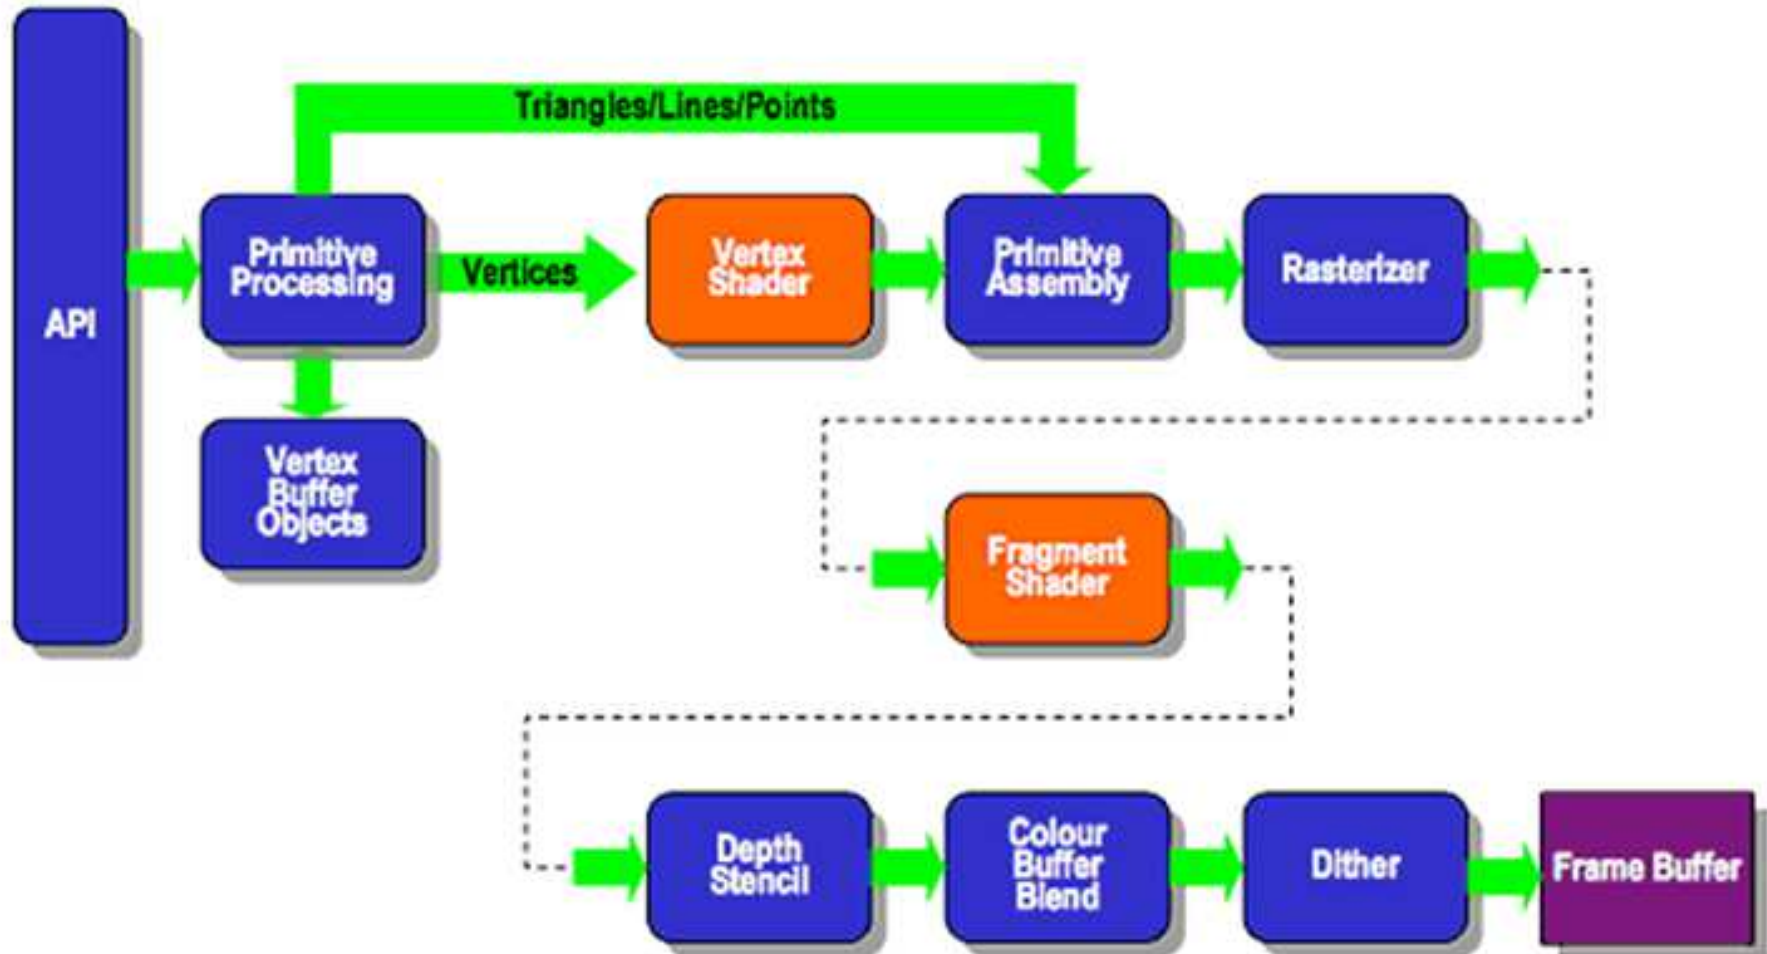 Triangles/Lines/Points
API
Primitive
Processing
Vertices
Vertex
Shader
Primitive
Assembly
Rasterizer
Vertex
Buffer
Objects
Fragment
Shader
Depth
Stencil
Colour
Buffer
Blend
Dither
Frame Buffer